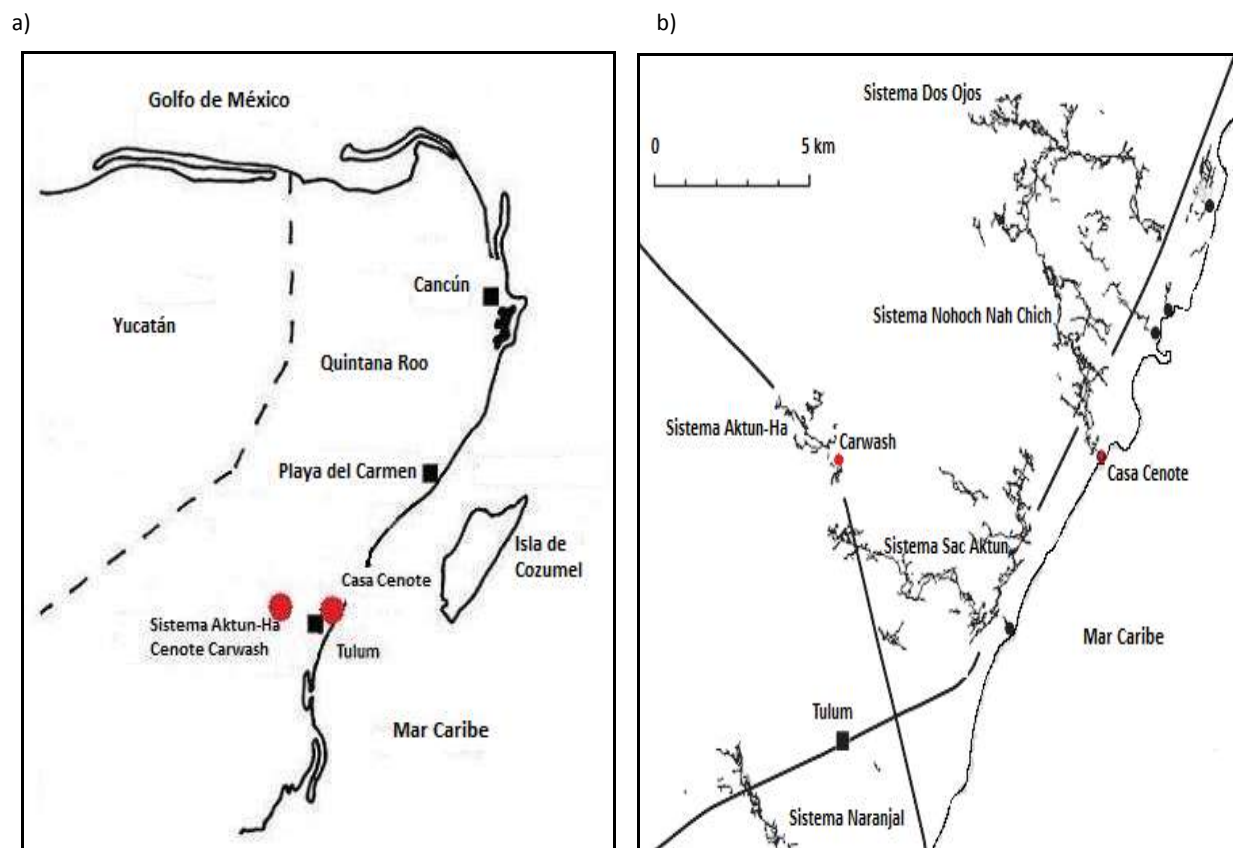 a)
Golfo de México
Cancún
Yucatán
Quintana Roo
Playa del Carmen
Isla de
Cozumel
Casa Cenote
Sistema Aktun-Ha
Cenote Carwash
Tulum
Mar Caribe
b)
Sistema Dos Ojos
0 5 km
Sistema Nohoch Nah Chich
Sistema Aktun-Ha
Carwash
Casa Cenote
Sistema Sac Aktun
Mar Caribe
Tulum
Sistema Naranjal